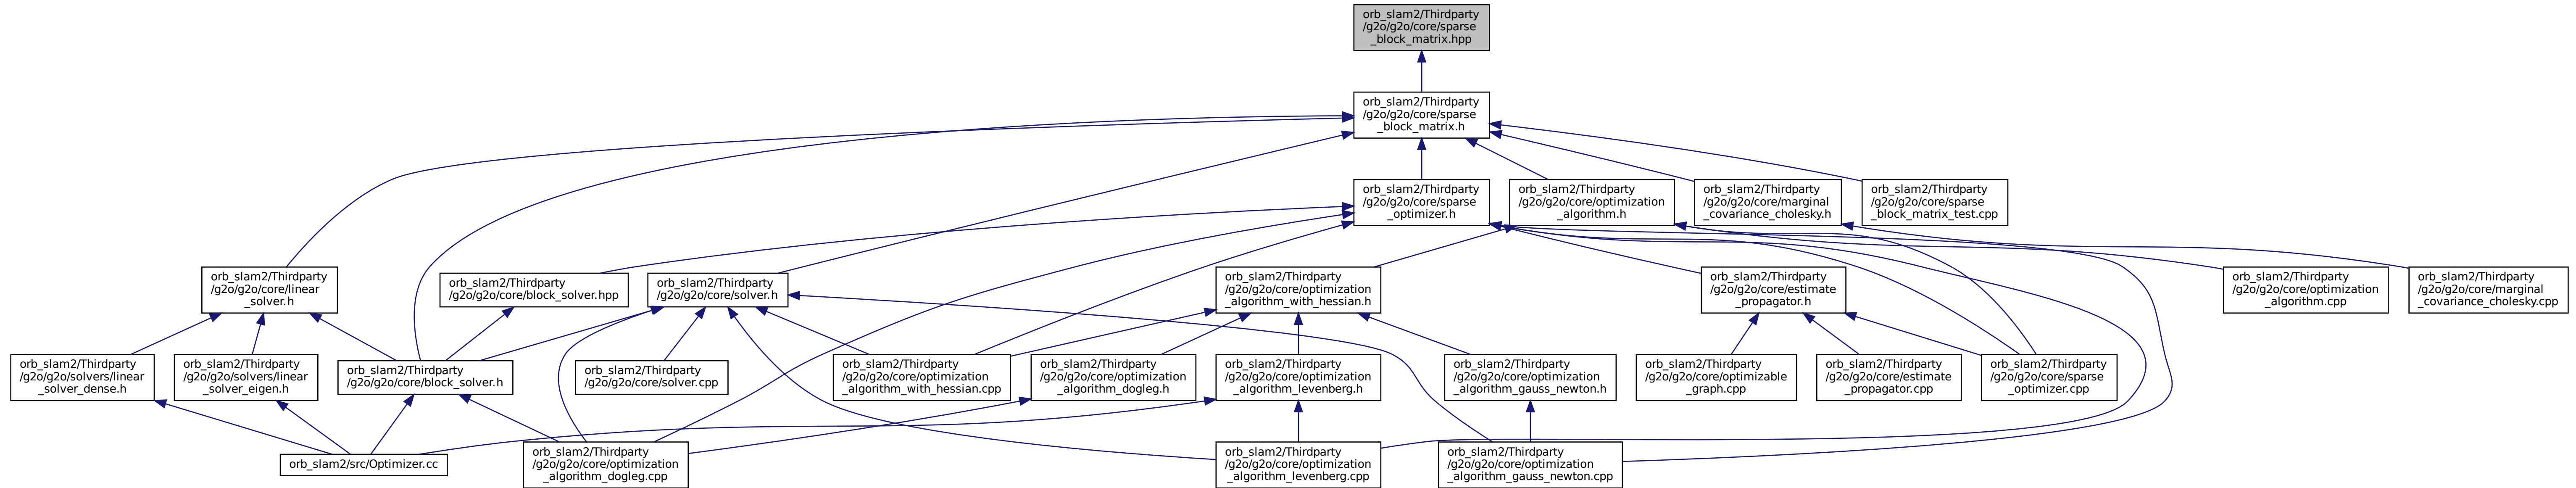 orb_slam2/Thirdparty
/g2o/g2o/core/sparse
_block_matrix.hpp
orb_slam2/Thirdparty
/g2o/g2o/core/sparse
_block_matrix.h
orb_slam2/Thirdparty
/g2o/g2o/core/sparse
_optimizer.h
orb_slam2/Thirdparty
/g2o/g2o/core/optimization
_algorithm.h
orb_slam2/Thirdparty
/g2o/g2o/core/marginal
_covariance_cholesky.h
orb_slam2/Thirdparty
/g2o/g2o/core/sparse
_block_matrix_test.cpp
orb_slam2/Thirdparty
/g2o/g2o/core/linear
_solver.h
orb_slam2/Thirdparty
/g2o/g2o/core/block_solver.hpp
orb_slam2/Thirdparty
/g2o/g2o/core/solver.h
orb_slam2/Thirdparty
/g2o/g2o/core/optimization
_algorithm_with_hessian.h
orb_slam2/Thirdparty
/g2o/g2o/core/estimate
_propagator.h
orb_slam2/Thirdparty
/g2o/g2o/core/optimization
_algorithm.cpp
orb_slam2/Thirdparty
/g2o/g2o/core/marginal
_covariance_cholesky.cpp
orb_slam2/Thirdparty
/g2o/g2o/solvers/linear
_solver_dense.h
orb_slam2/Thirdparty
/g2o/g2o/solvers/linear
_solver_eigen.h
orb_slam2/Thirdparty
/g2o/g2o/core/block_solver.h
orb_slam2/Thirdparty
/g2o/g2o/core/solver.cpp
orb_slam2/Thirdparty
/g2o/g2o/core/optimization
_algorithm_with_hessian.cpp
orb_slam2/Thirdparty
/g2o/g2o/core/optimization
_algorithm_dogleg.h
orb_slam2/Thirdparty
/g2o/g2o/core/optimization
_algorithm_levenberg.h
orb_slam2/Thirdparty
/g2o/g2o/core/optimization
_algorithm_gauss_newton.h
orb_slam2/Thirdparty
/g2o/g2o/core/optimizable
_graph.cpp
orb_slam2/Thirdparty
/g2o/g2o/core/estimate
_propagator.cpp
orb_slam2/Thirdparty
/g2o/g2o/core/sparse
_optimizer.cpp
orb_slam2/src/Optimizer.cc
orb_slam2/Thirdparty
/g2o/g2o/core/optimization
_algorithm_dogleg.cpp
orb_slam2/Thirdparty
/g2o/g2o/core/optimization
_algorithm_levenberg.cpp
orb_slam2/Thirdparty
/g2o/g2o/core/optimization
_algorithm_gauss_newton.cpp